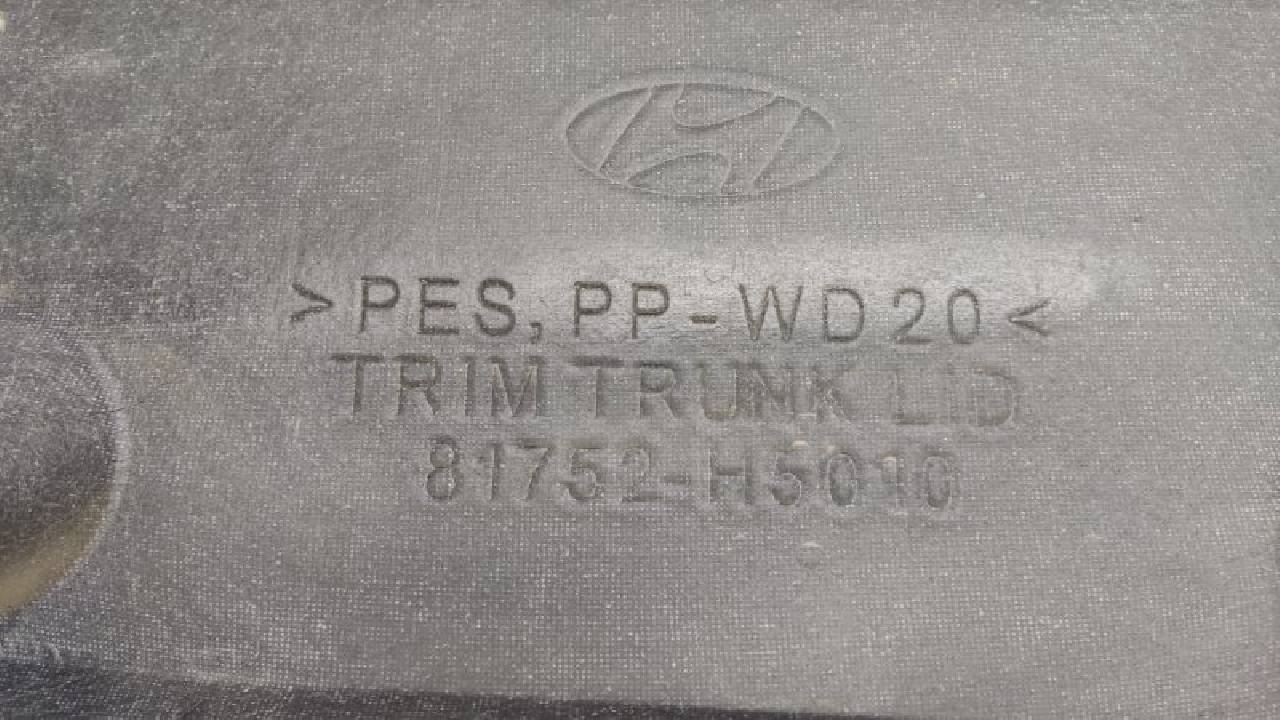 >PES, PP-WD20<
TRIM TRUNK LID
81752-H5010